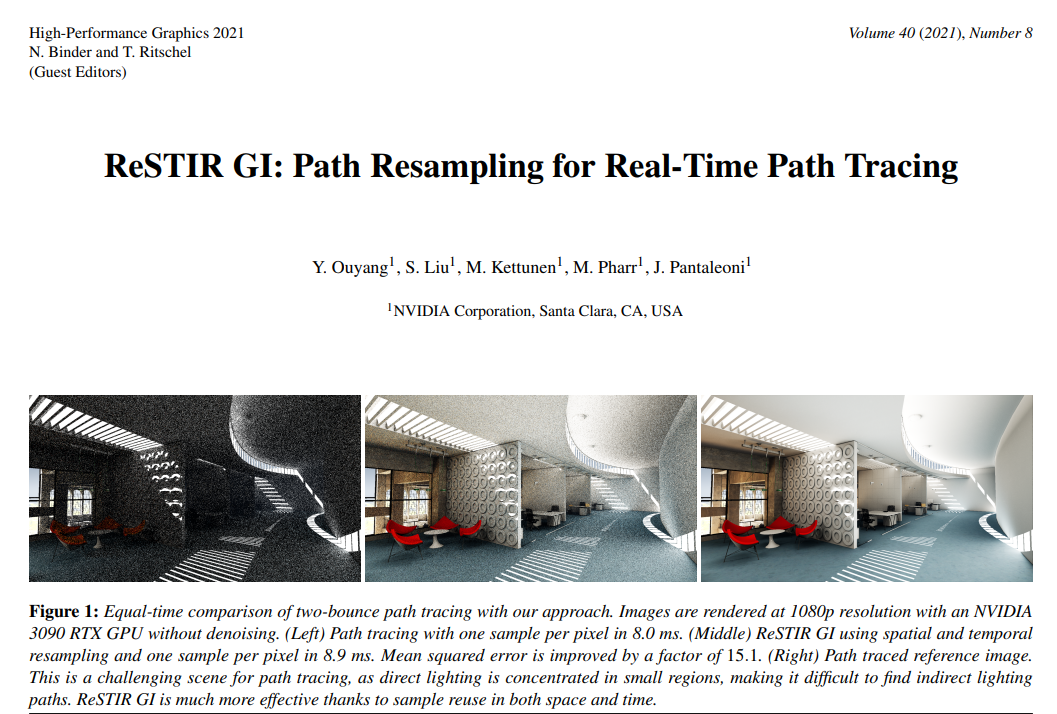 High-Performance Graphics 2021
N. Binder and T. Ritschel
(Guest Editors)
Volume 40 (2021), Number 8
ReSTIR GI: Path Resampling for Real-Time Path Tracing
Y. Ouyang1, S. Liu1, M. Kettunen1, M. Pharr1, J. Pantaleoni1
1NVIDIA Corporation, Santa Clara, CA, USA
Figure 1: Equal-time comparison of two-bounce path tracing with our approach. Images are rendered at 1080p resolution with an NVIDIA
3090 RTX GPU without denoising. (Left) Path tracing with one sample per pixel in 8.0 ms. (Middle) ReSTIR GI using spatial and temporal
resampling and one sample per pixel in 8.9 ms. Mean squared error is improved by a factor of 15.1. (Right) Path traced reference image.
This is a challenging scene for path tracing, as direct lighting is concentrated in small regions, making it difficult to find indirect lighting
paths. ReSTIR GI is much more effective thanks to sample reuse in both space and time.